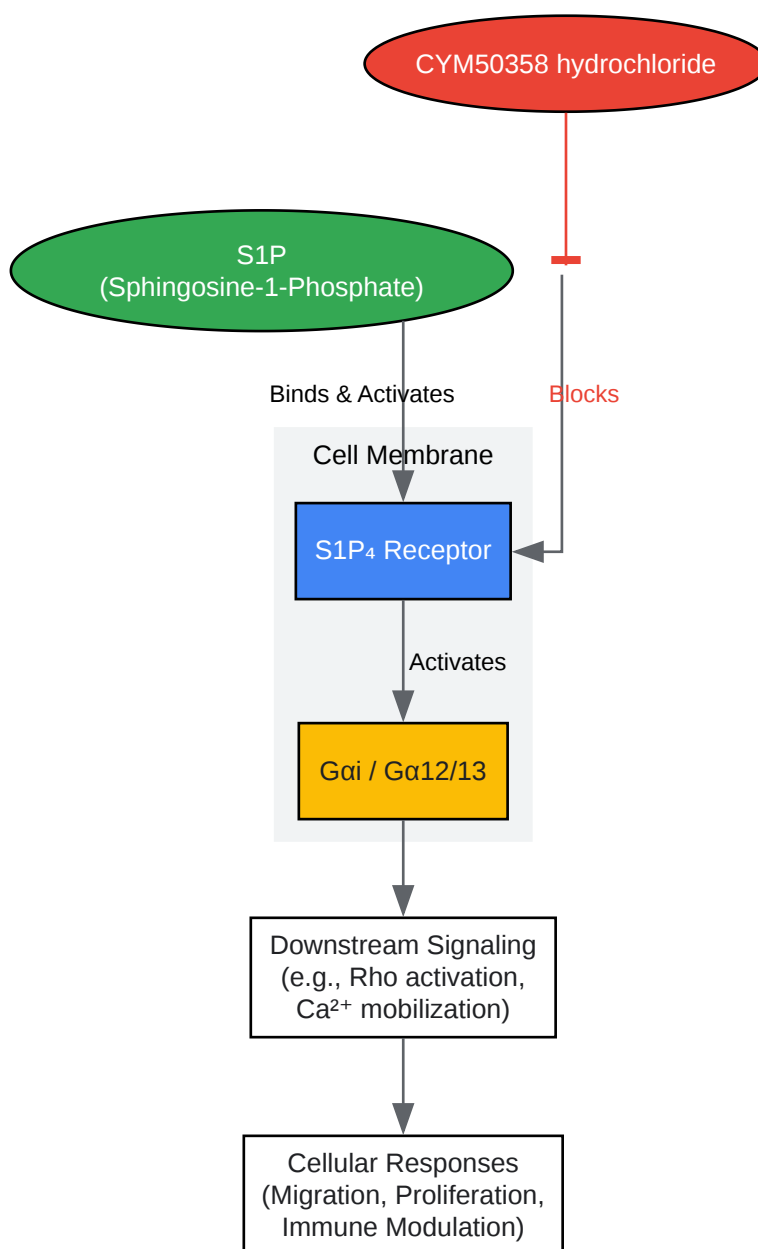 CYM50358 hydrochloride
S1P
(Sphingosine-1-Phosphate)
Binds & Activates
Blocks
Cell Membrane
S1P₄ Receptor
Activates
Gαi / Gα12/13
Downstream Signaling
(e.g., Rho activation,
Ca²⁺ mobilization)
Cellular Responses
(Migration, Proliferation,
Immune Modulation)